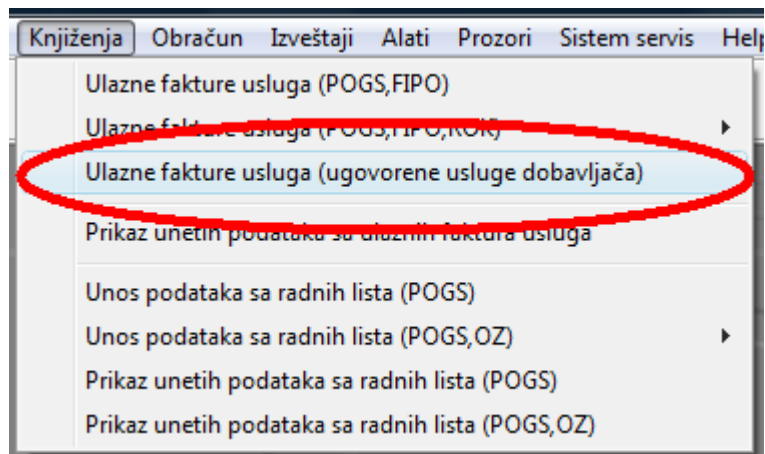 Knjiženja Obračun Izveštaji Alati Prozori Sistem servis Help
Ulazne fakture usluga (POGS,FIPO)
Ulazne fakture usluga (POGS,FIPO,ROK)
Ulazne fakture usluga (ugovorene usluge dobavljača)
Prikaz unetih podataka sa ulaznih faktura usluga
Unos podataka sa radnih lista (POGS)
Unos podataka sa radnih lista (POGS,OZ)
Prikaz unetih podataka sa radnih lista (POGS)
Prikaz unetih podataka sa radnih lista (POGS,OZ)